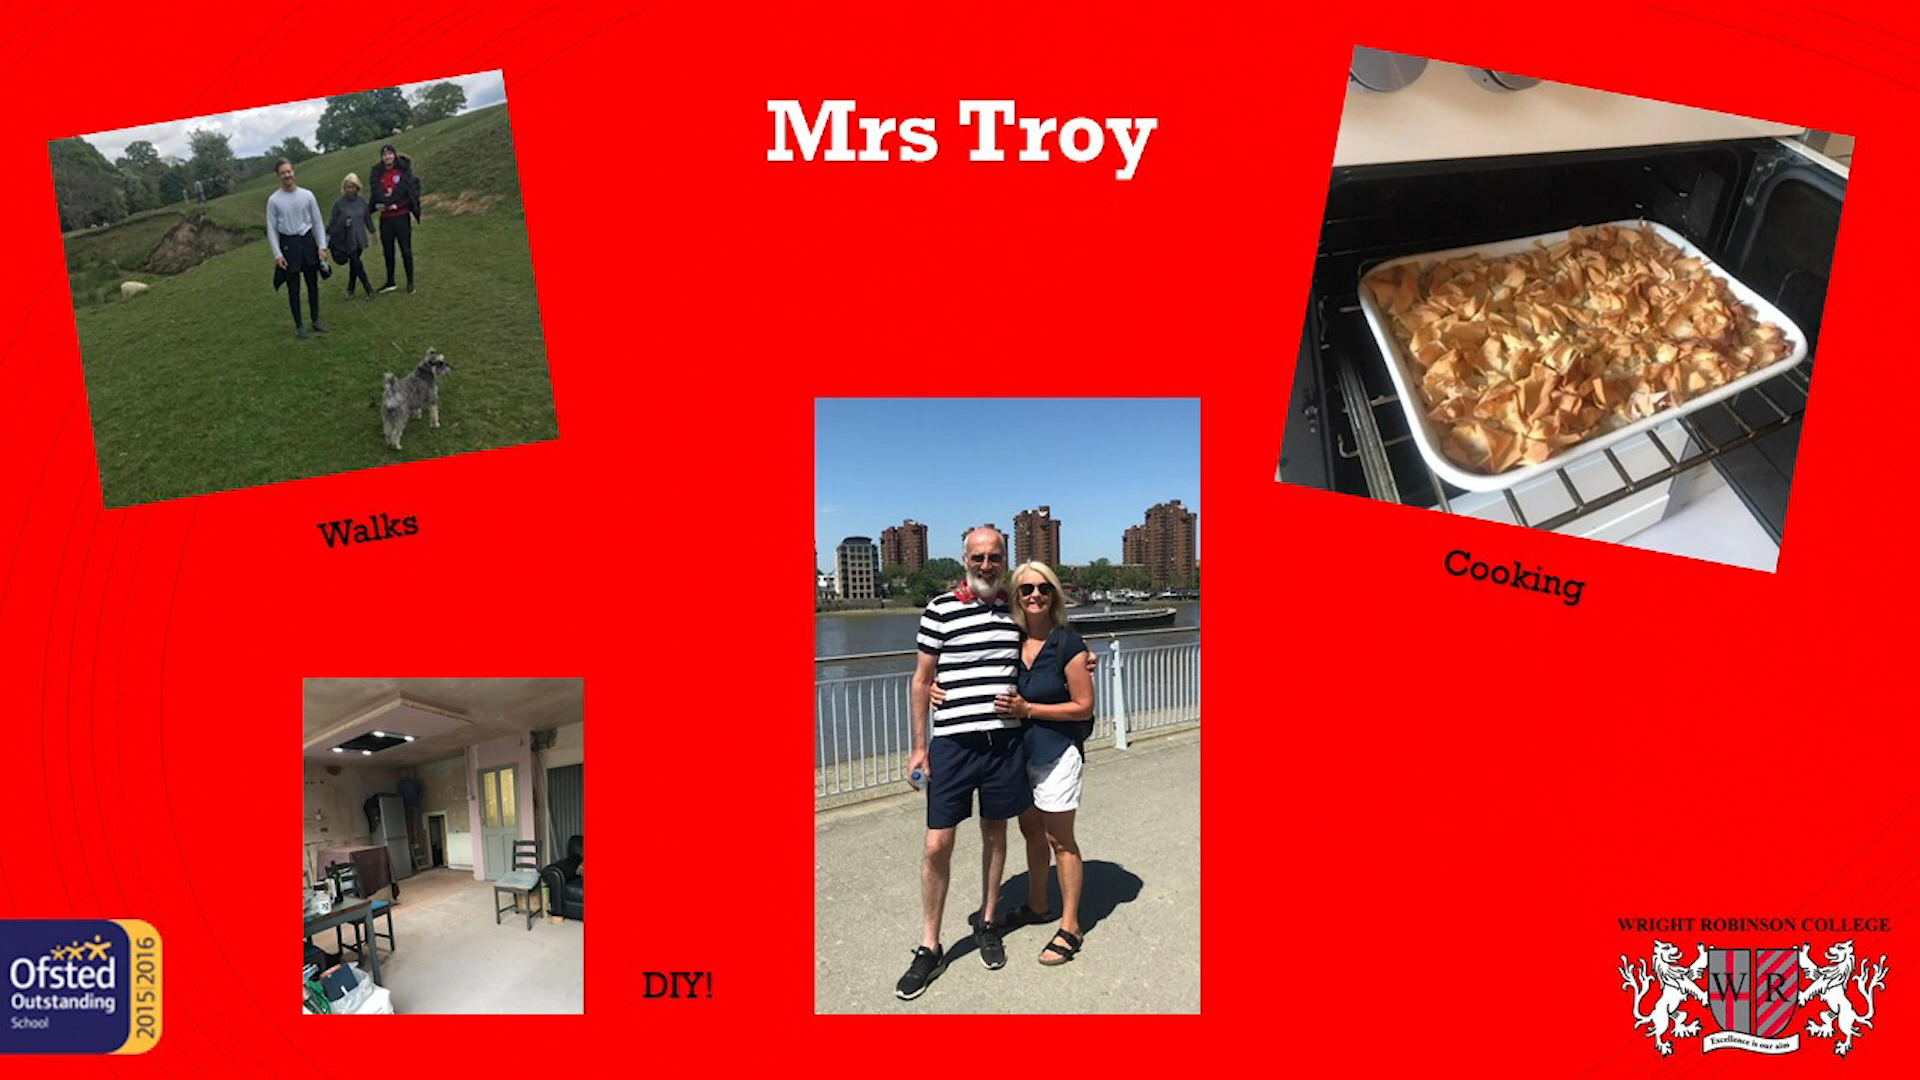 Mrs Troy
Walks
Cooking
DIY!
Ofsted
Outstanding
School
2015|2016
WRIGHT ROBINSON COLLEGE
W R
Excellence is our aim